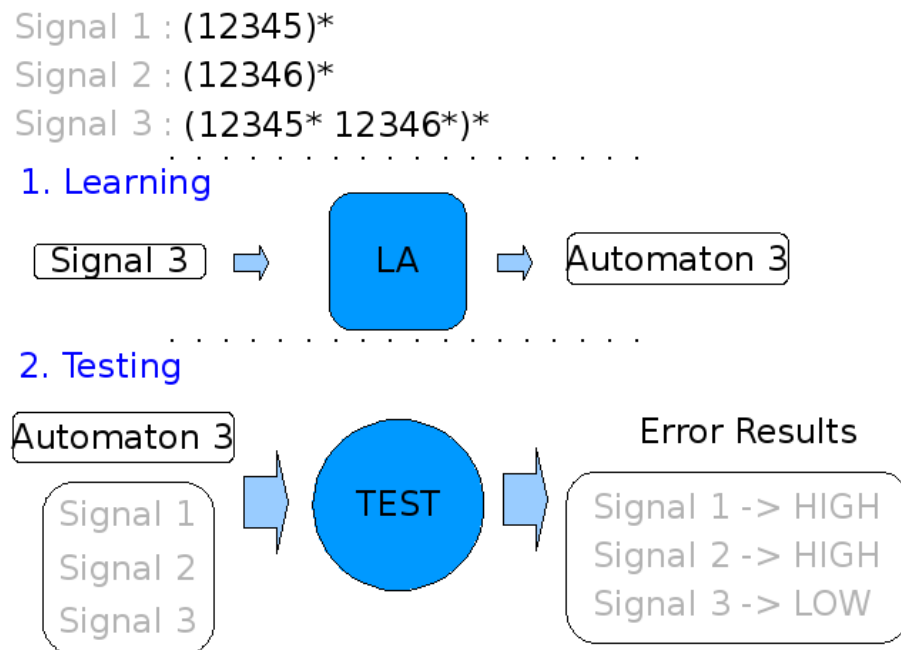 Signal 1 : (12345)*
Signal 2 : (12346)*
Signal 3 : (12345* 12346*)*
1. Learning
Signal 3
LA
Automaton 3
2. Testing
Automaton 3
Signal 1
Signal 2
Signal 3
TEST
Error Results
Signal 1 -> HIGH
Signal 2 -> HIGH
Signal 3 -> LOW